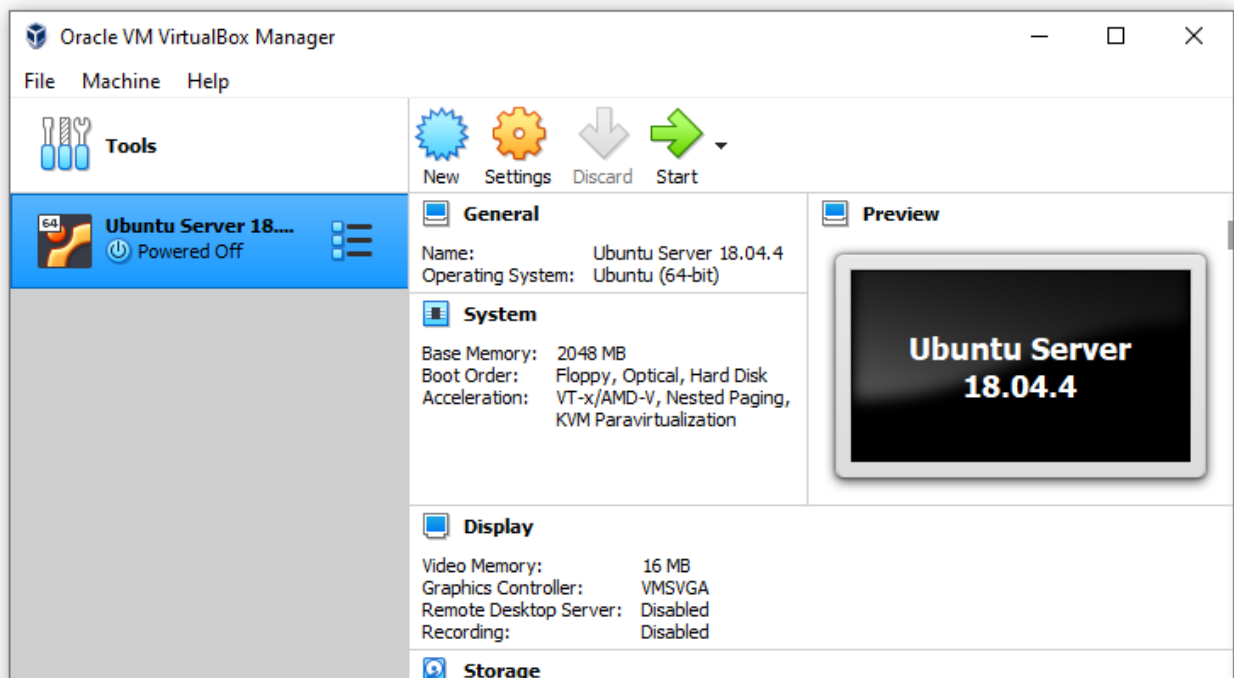 Oracle VM VirtualBox Manager
File Machine Help
Tools
New Settings Discard Start
64
Ubuntu Server 18....
Powered Off
General
Name: Ubuntu Server 18.04.4
Operating System: Ubuntu (64-bit)
System
Base Memory: 2048 MB
Boot Order: Floppy, Optical, Hard Disk
Acceleration: VT-x/AMD-V, Nested Paging,
KVM Paravirtualization
Preview
Ubuntu Server
18.04.4
Display
Video Memory: 16 MB
Graphics Controller: VMSVGA
Remote Desktop Server: Disabled
Recording: Disabled
Storage